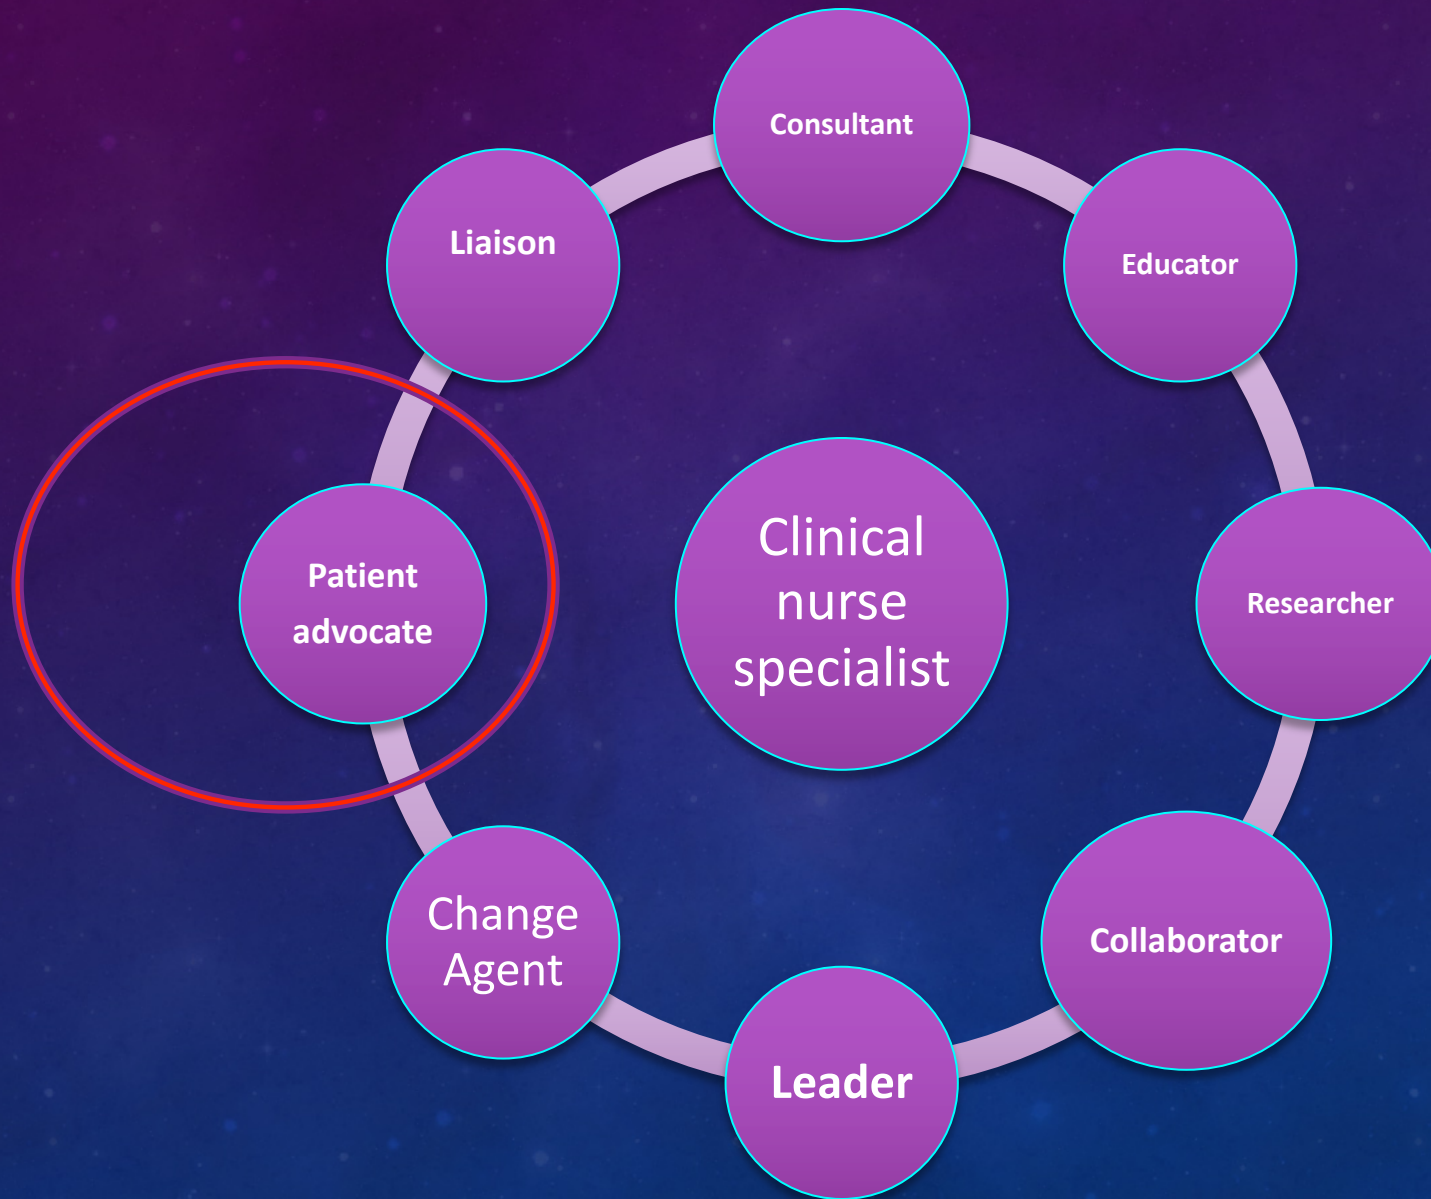 Consultant
Liaison
Educator
Clinical
nurse
specialist
Patient
advocate
Researcher
Change
Agent
Collaborator
Leader